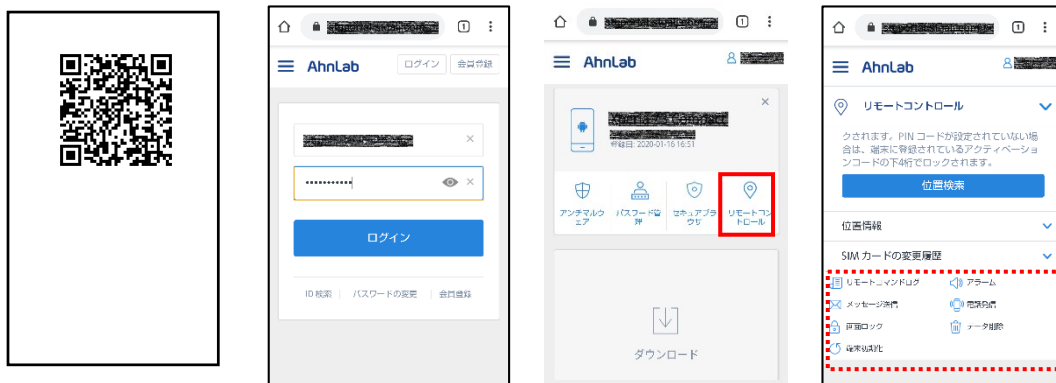 1
AhnLab
ログイン
会員登録
ログイン
ID 検索
パスワードの変更
会員登録
1
AhnLab
登録日: 2020-01-16 16:51
アンチマルウ
ェア
パスワード管
理
セキュアブラ
ウザ
リモートコン
トロール
ダウンロード
1
AhnLab
リモートコントロール
クされます。PIN コードが設定されていない場
合は、端末に登録されているアクティベーショ
ンコードの下4桁でロックされます。
位置検索
位置情報
SIM カードの変更履歴
リモートコマンドログ
アラーム
メッセージ送信
電話発信
画面ロック
データ削除
端末初期化